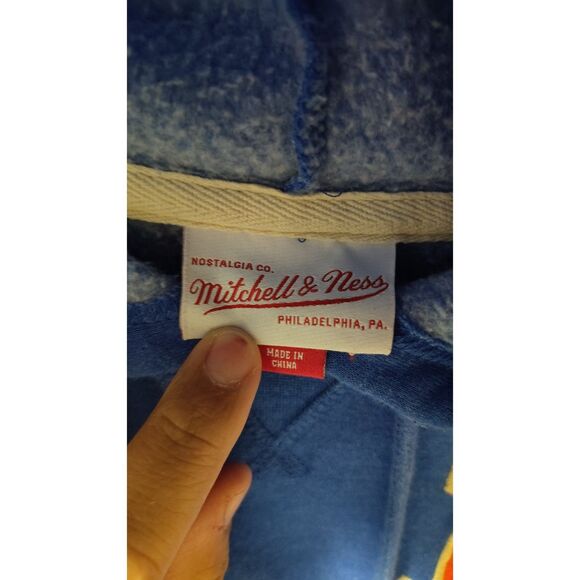 NOSTALGIA CO.
Mitchell & Ness
PHILADELPHIA, PA.
MADE IN
CHINA